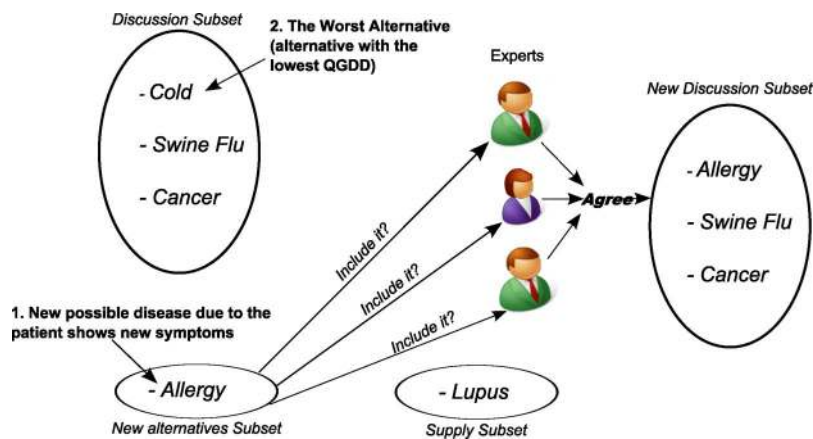 Discussion Subset
2. The Worst Alternative
(alternative with the
lowest QGDD)
- Cold
- Swine Flu
- Cancer
Experts
New Discussion Subset
- Allergy
- Swine Flu
- Cancer
Agree
Include it?
Include it?
Include it?
1. New possible disease due to the
patient shows new symptoms
- Allergy
New alternatives Subset
- Lupus
Supply Subset